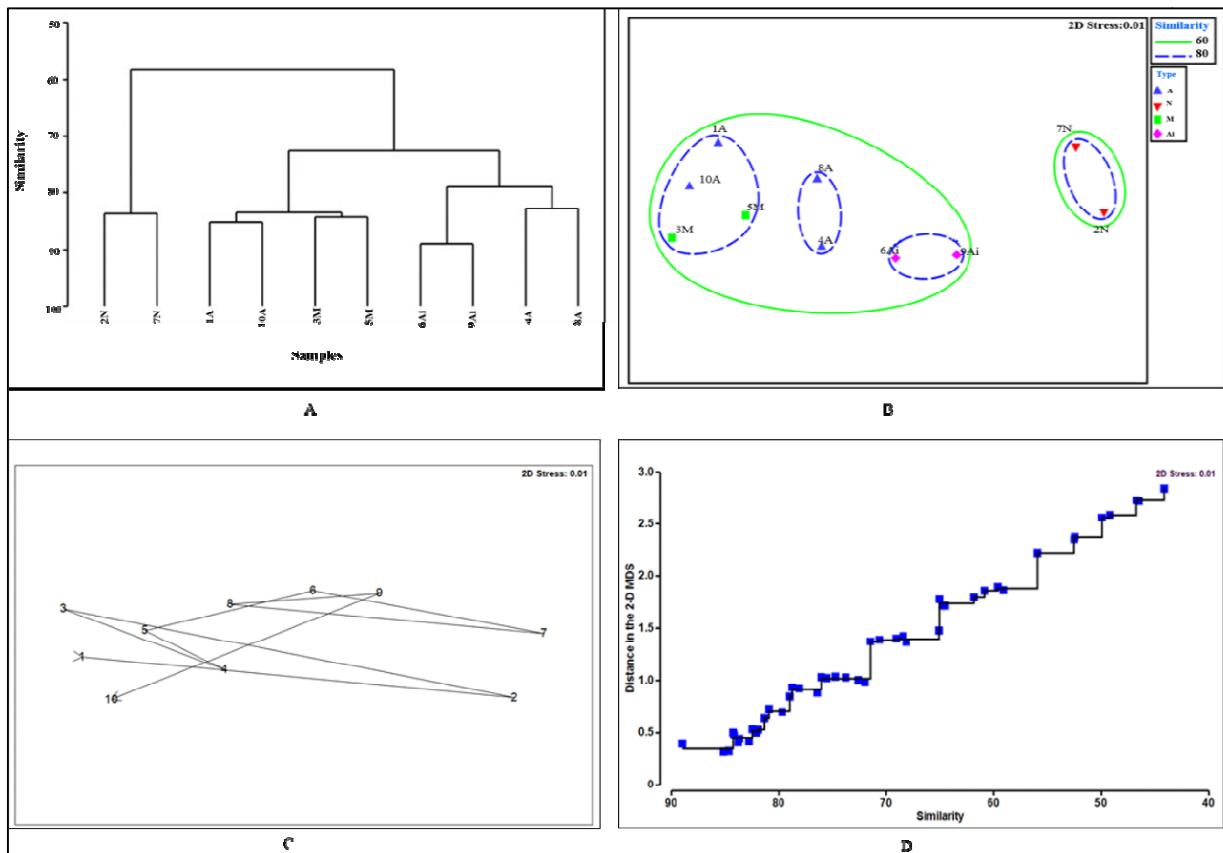 50
60
70
80
90
100
Similarity
2N
7N
1A
10A
3M
5M
6Ai
9Ai
4A
8A
Samples
A
2D Stress:0.01
Similarity
60
80
Type
A
N
M
Ai
1A
10A
3M
5M
8A
4A
6Ai
9Ai
7N
2N
B
2D Stress: 0.01
1
2
3
4
5
6
7
8
9
10
C
2D Stress: 0.01
3.0
2.5
2.0
1.5
1.0
0.5
0
Distance in the 2-D MDS
90
80
70
60
50
40
Similarity
D